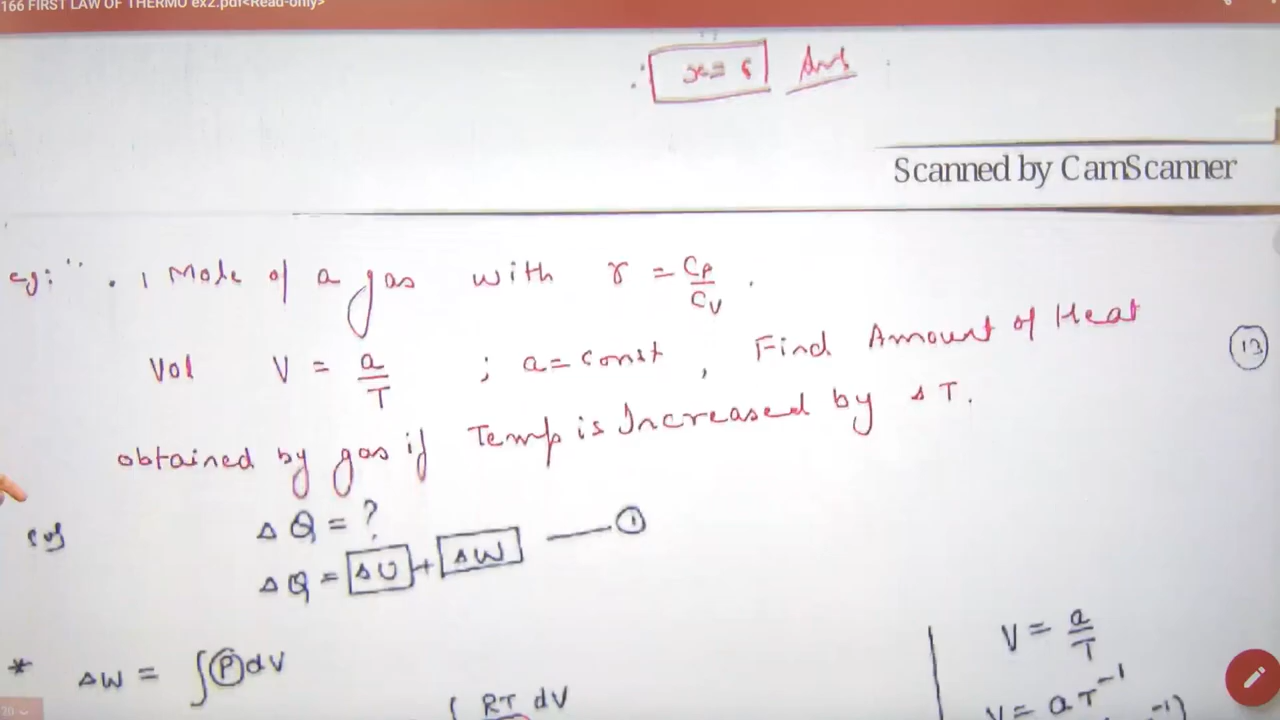 166 FIRST LAW OF THERMO ex2.pdf<Read-only>
Ans
Scanned by CamScanner
eg:. 1 Mole of a gas with γ = Cp/Cv.
Vol V = a/T ; a = const, Find Amount of Heat
13
obtained by gas if Temp is Increased by ΔT.
ΔQ = ?
ΔQ = ΔU + ΔW — 1
* ΔW = ∫PdV
V = a/T
∫ RT dV
V = aT⁻¹